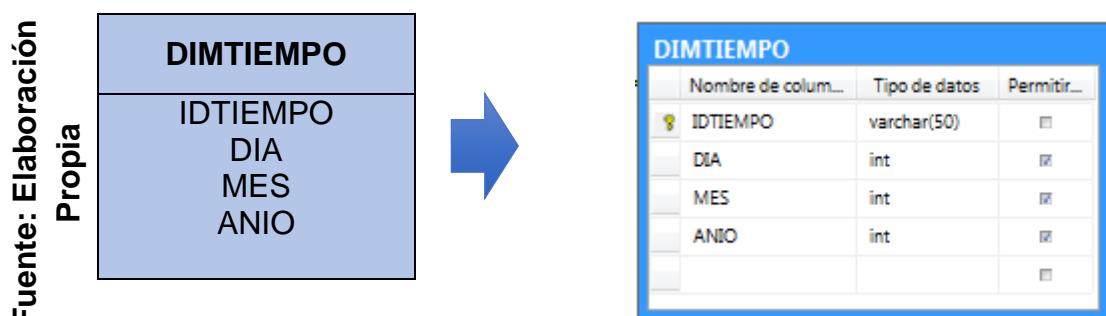 Fuente: Elaboración
Propia
DIMTIEMPO
IDTIEMPO
DIA
MES
ANIO
DIMTIEMPO
Nombre de colum... Tipo de datos Permitir...
IDTIEMPO varchar(50)
DIA int
MES int
ANIO int